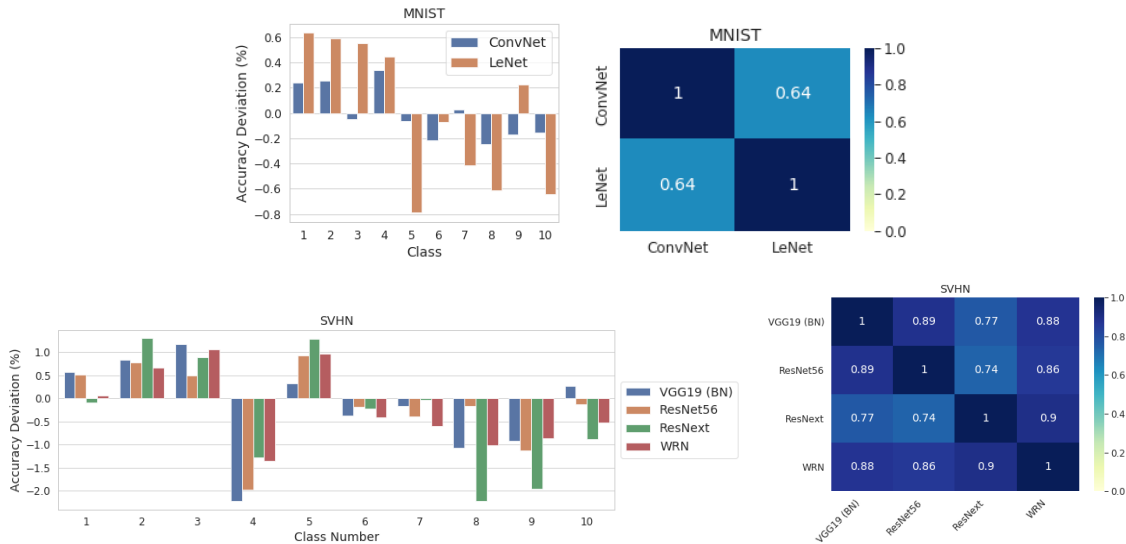 MNIST
Accuracy Deviation (%)
0.6
0.4
0.2
0.0
−0.2
−0.4
−0.6
−0.8
ConvNet
LeNet
1 2 3 4 5 6 7 8 9 10
Class
MNIST
ConvNet
LeNet
1 0.64
0.64 1
ConvNet LeNet
1.0
0.8
0.6
0.4
0.2
0.0
SVHN
Accuracy Deviation (%)
1.0
0.5
0.0
−0.5
−1.0
−1.5
−2.0
1 2 3 4 5 6 7 8 9 10
Class Number
VGG19 (BN)
ResNet56
ResNext
WRN
SVHN
VGG19 (BN) 1 0.89 0.77 0.88
ResNet56 0.89 1 0.74 0.86
ResNext 0.77 0.74 1 0.9
WRN 0.88 0.86 0.9 1
VGG19 (BN) ResNet56 ResNext WRN
1.0
0.8
0.6
0.4
0.2
0.0